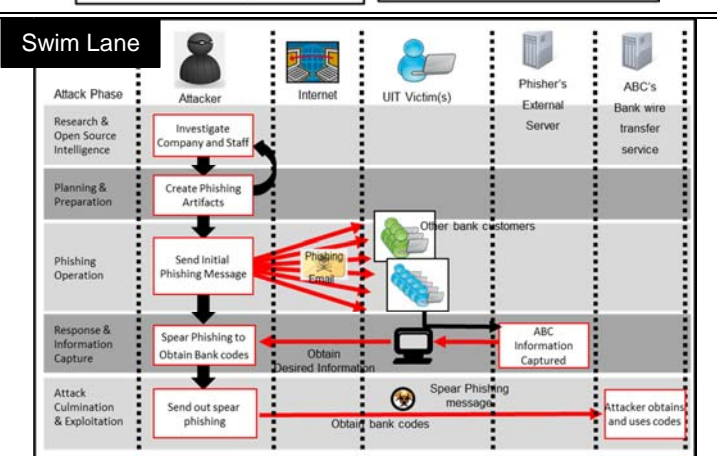 Swim Lane
Attack Phase
Attacker
Internet
UIT Victim(s)
Phisher's
External
Server
ABC's
Bank wire
transfer
service
Research &
Open Source
Intelligence
Investigate
Company and Staff
Planning &
Preparation
Create Phishing
Artifacts
Other bank customers
Phishing
Operation
Send Initial
Phishing Message
Phishing
Email
Response &
Information
Capture
Spear Phishing to
Obtain Bank codes
Obtain
Desired Information
ABC
Information
Captured
Attack
Culmination
& Exploitation
Send out spear
phishing
Spear Phishing
message
Obtain bank codes
Attacker obtains
and uses codes